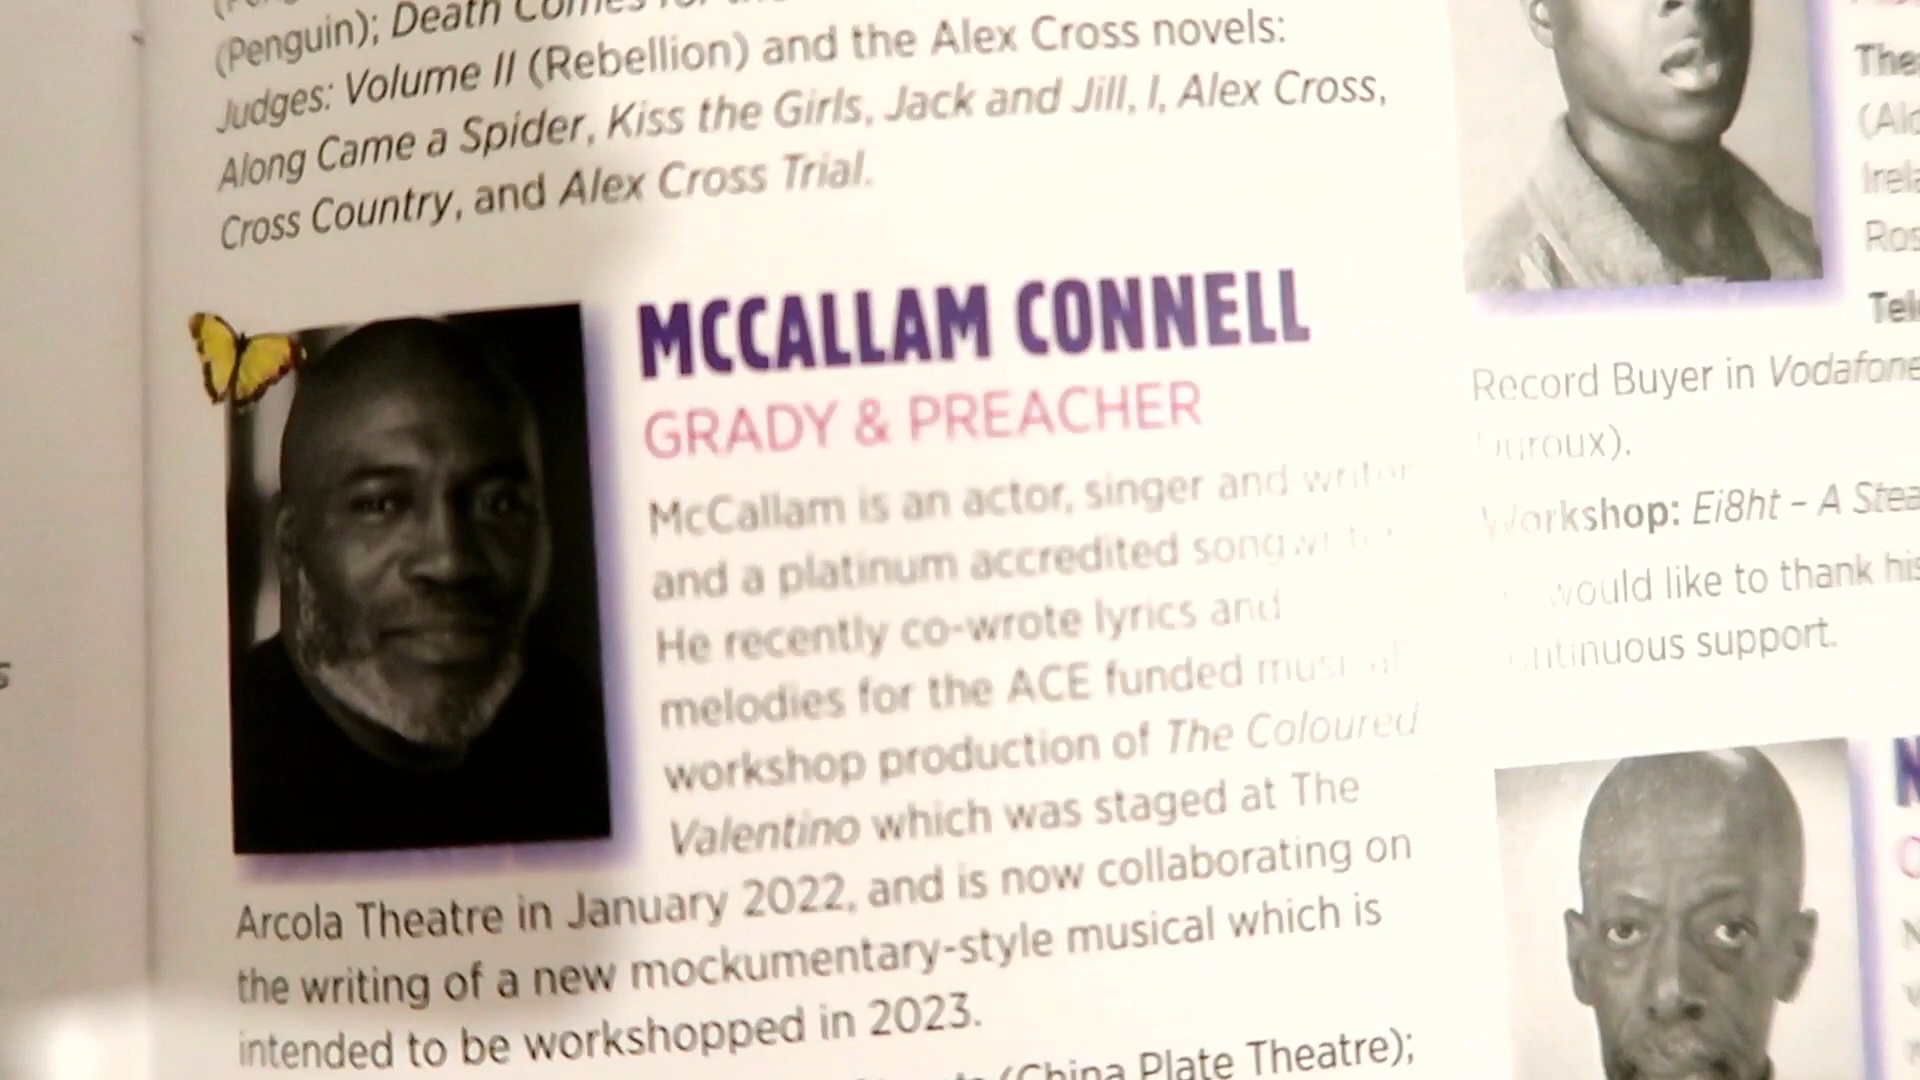 (Penguin); Death Comes for
Judges: Volume II (Rebellion) and the Alex Cross novels:
Along Came a Spider, Kiss the Girls, Jack and Jill, I, Alex Cross,
Cross Country, and Alex Cross Trial.
MCCALLAM CONNELL
GRADY & PREACHER
McCallam is an actor, singer and writer
and a platinum accredited songwriter.
He recently co-wrote lyrics and
melodies for the ACE funded musical
workshop production of The Coloured
Valentino which was staged at The
Arcola Theatre in January 2022, and is now collaborating on
the writing of a new mockumentary-style musical which is
intended to be workshopped in 2023.
(China Plate Theatre);
Record Buyer in Vodafone
Duroux).
Workshop: Ei8ht – A
would like to thank his
continuous support.